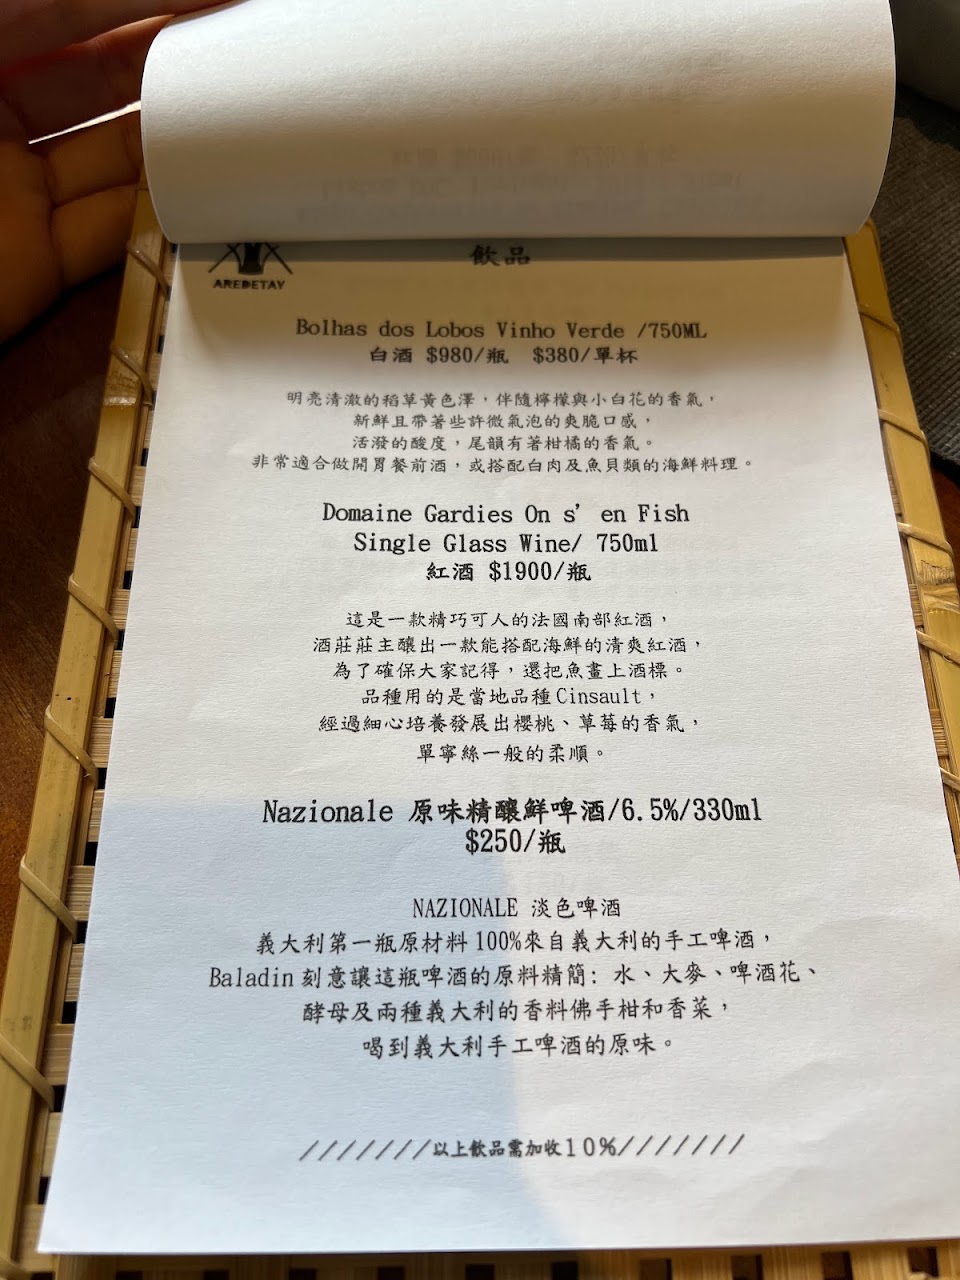 AREDETAY
飲品
Bolhas dos Lobos Vinho Verde /750ML
白酒 $980/瓶 $380/單杯
明亮清澈的稻草黃色澤，伴隨檸檬與小白花的香氣，
新鮮且帶著些許微氣泡的爽脆口感，
活潑的酸度，尾韻有著柑橘的香氣。
非常適合做開胃餐前酒，或搭配白肉及魚貝類的海鮮料理。
Domaine Gardies On s' en Fish
Single Glass Wine/ 750ml
紅酒 $1900/瓶
這是一款精巧可人的法國南部紅酒，
酒莊莊主釀出一款能搭配海鮮的清爽紅酒，
為了確保大家記得，還把魚畫上酒標。
品種用的是當地品種Cinsault，
經過細心培養發展出櫻桃、草莓的香氣，
單寧絲一般的柔順。
Nazionale 原味精釀鮮啤酒/6.5%/330ml
$250/瓶
NAZIONALE 淡色啤酒
義大利第一瓶原材料100%來自義大利的手工啤酒，
Baladin刻意讓這瓶啤酒的原料精簡: 水、大麥、啤酒花、
酵母及兩種義大利的香料佛手柑和香菜，
喝到義大利手工啤酒的原味。
///////以上飲品需加收10%///////